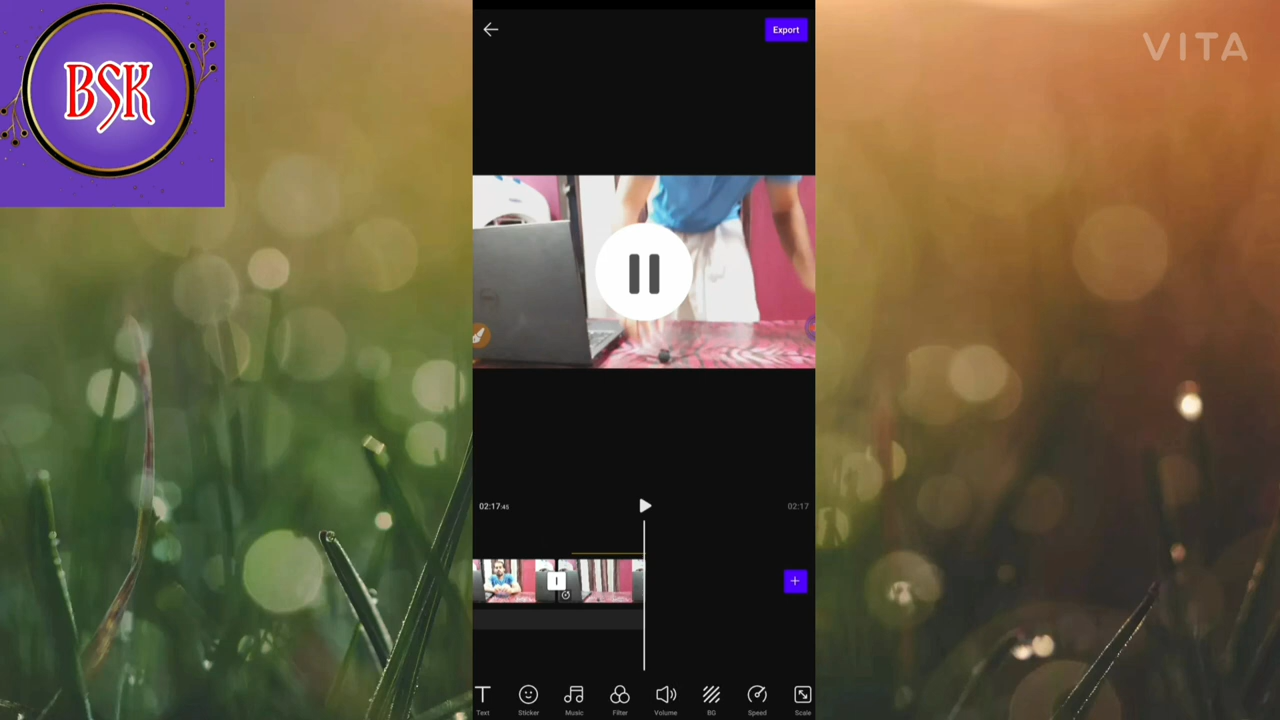 BSK
VITA
Export
02:17:45
02:17
Text
Sticker
Music
Filter
Volume
BG
Speed
Scale